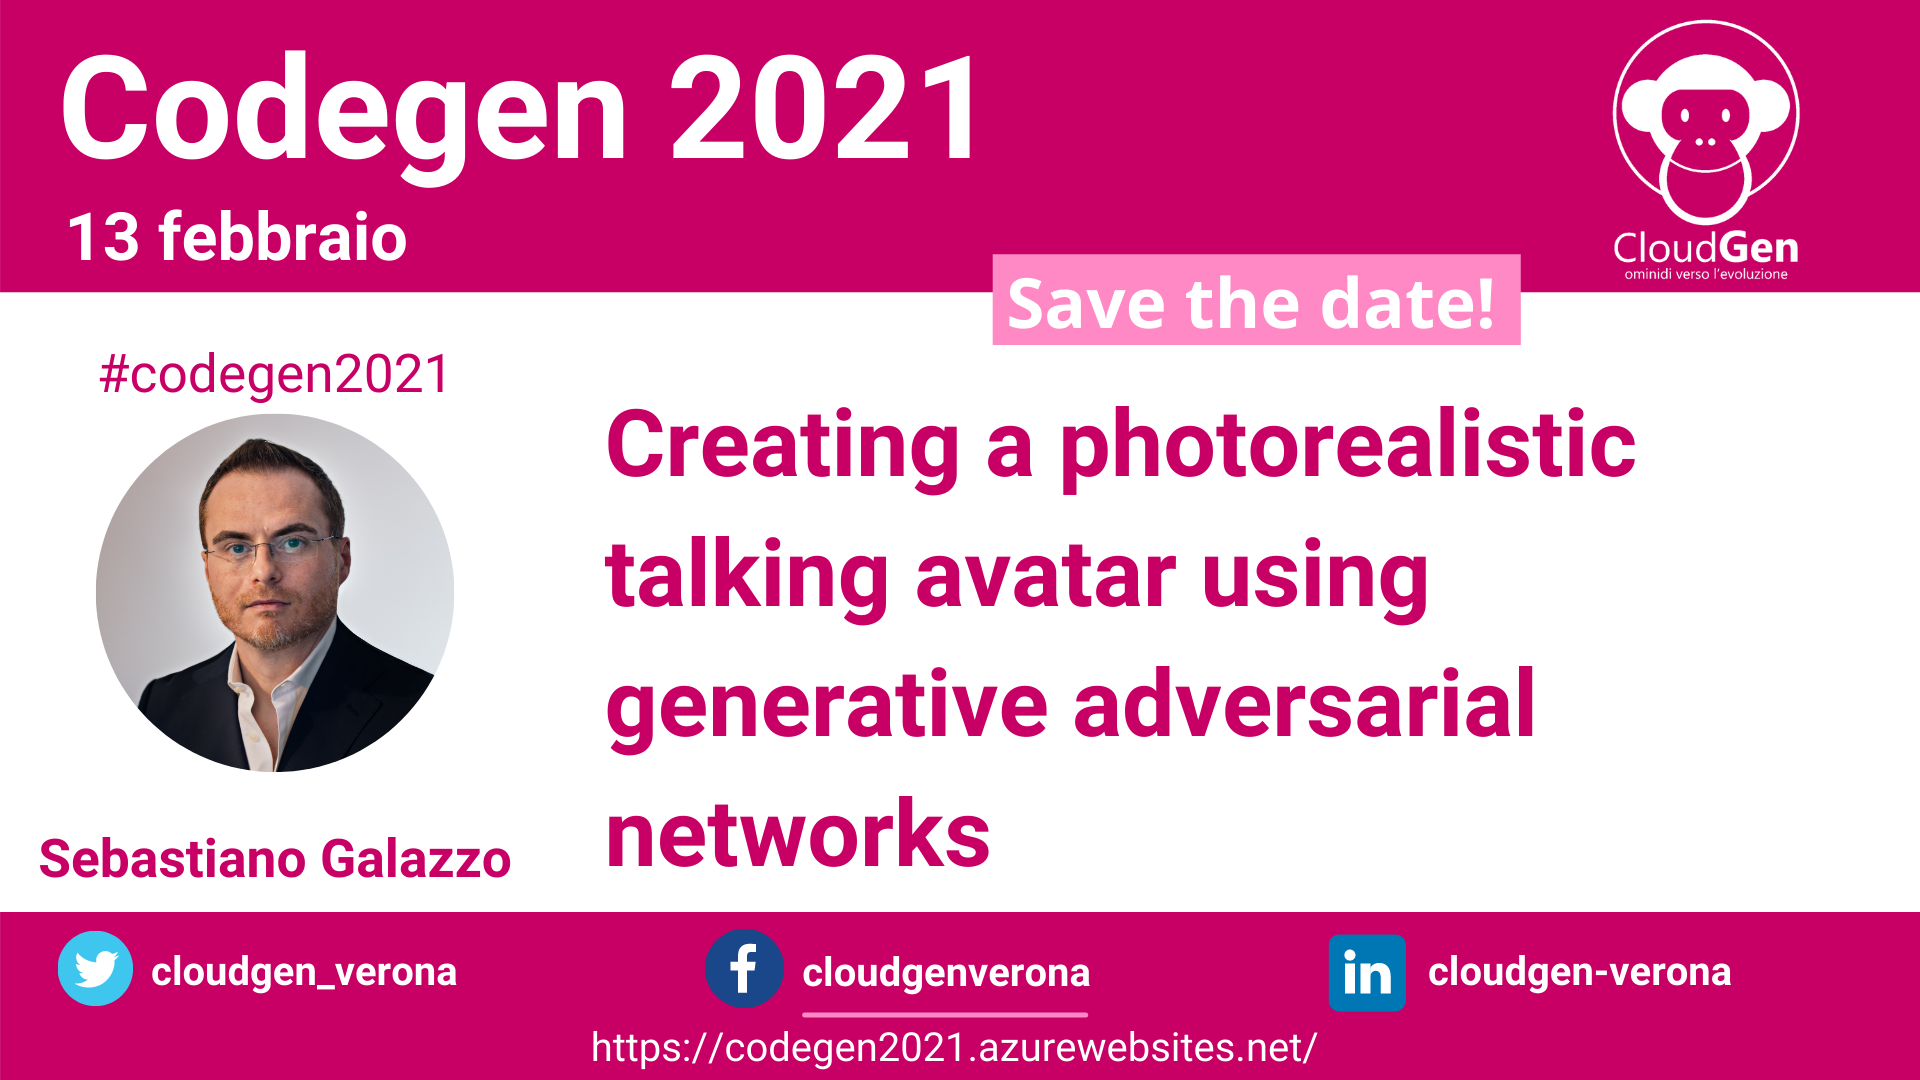 Codegen 2021
13 febbraio
CloudGen
ominidi verso l'evoluzione
Save the date!
#codegen2021
Creating a photorealistic
talking avatar using
generative adversarial
networks
Sebastiano Galazzo
cloudgen_verona
cloudgenverona
cloudgen-verona
https://codegen2021.azurewebsites.net/